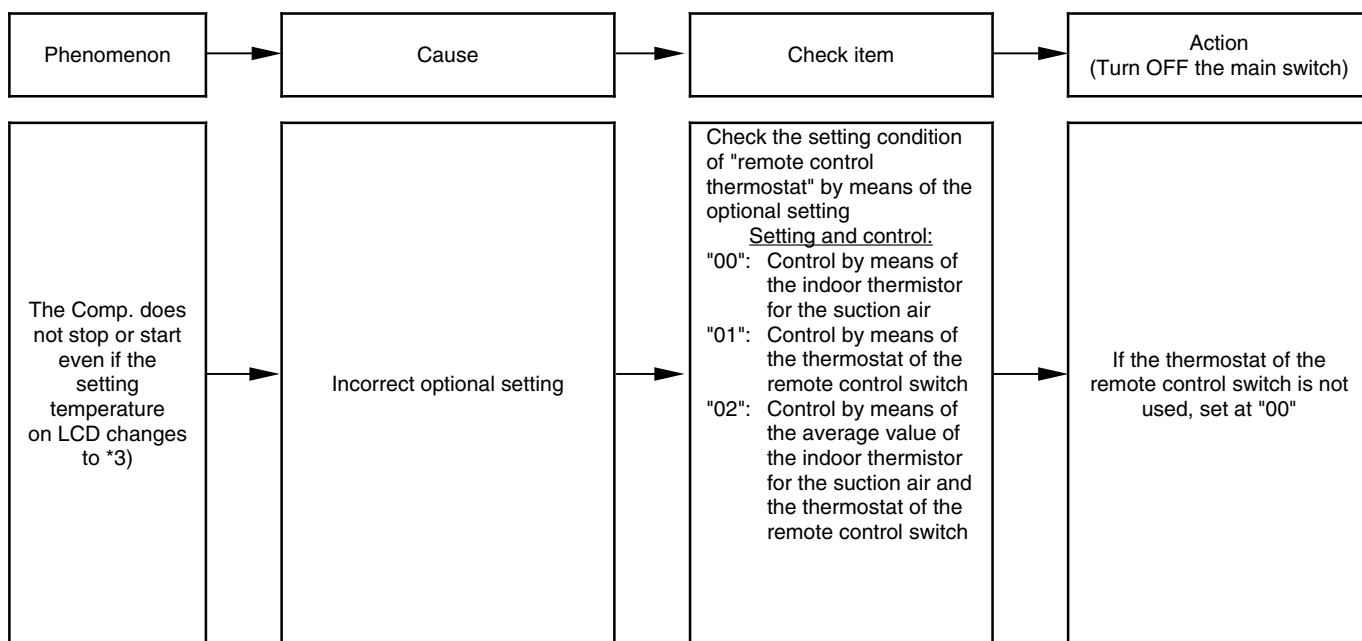 Phenomenon
Cause
Check item
Action
(Turn OFF the main switch)
The Comp. does
not stop or start
even if the
setting
temperature
on LCD changes
to *3)
Incorrect optional setting
Check the setting condition
of "remote control
thermostat" by means of the
optional setting
Setting and control:
"00": Control by means of
the indoor thermistor
for the suction air
"01": Control by means of
the thermostat of the
remote control switch
"02": Control by means of
the average value of
the indoor thermistor
for the suction air and
the thermostat of the
remote control switch
If the thermostat of the
remote control switch is not
used, set at "00"